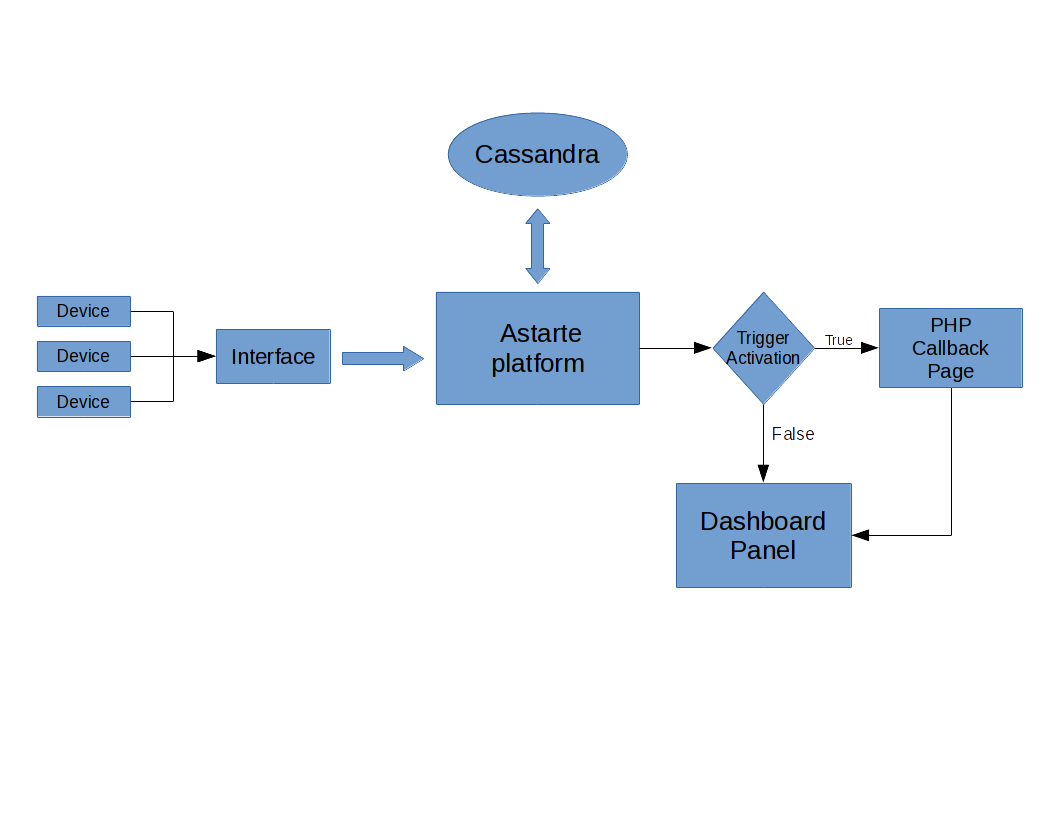 Cassandra
Device
Device
Device
Interface
Astarte
platform
Trigger
Activation
True
PHP
Callback
Page
False
Dashboard
Panel